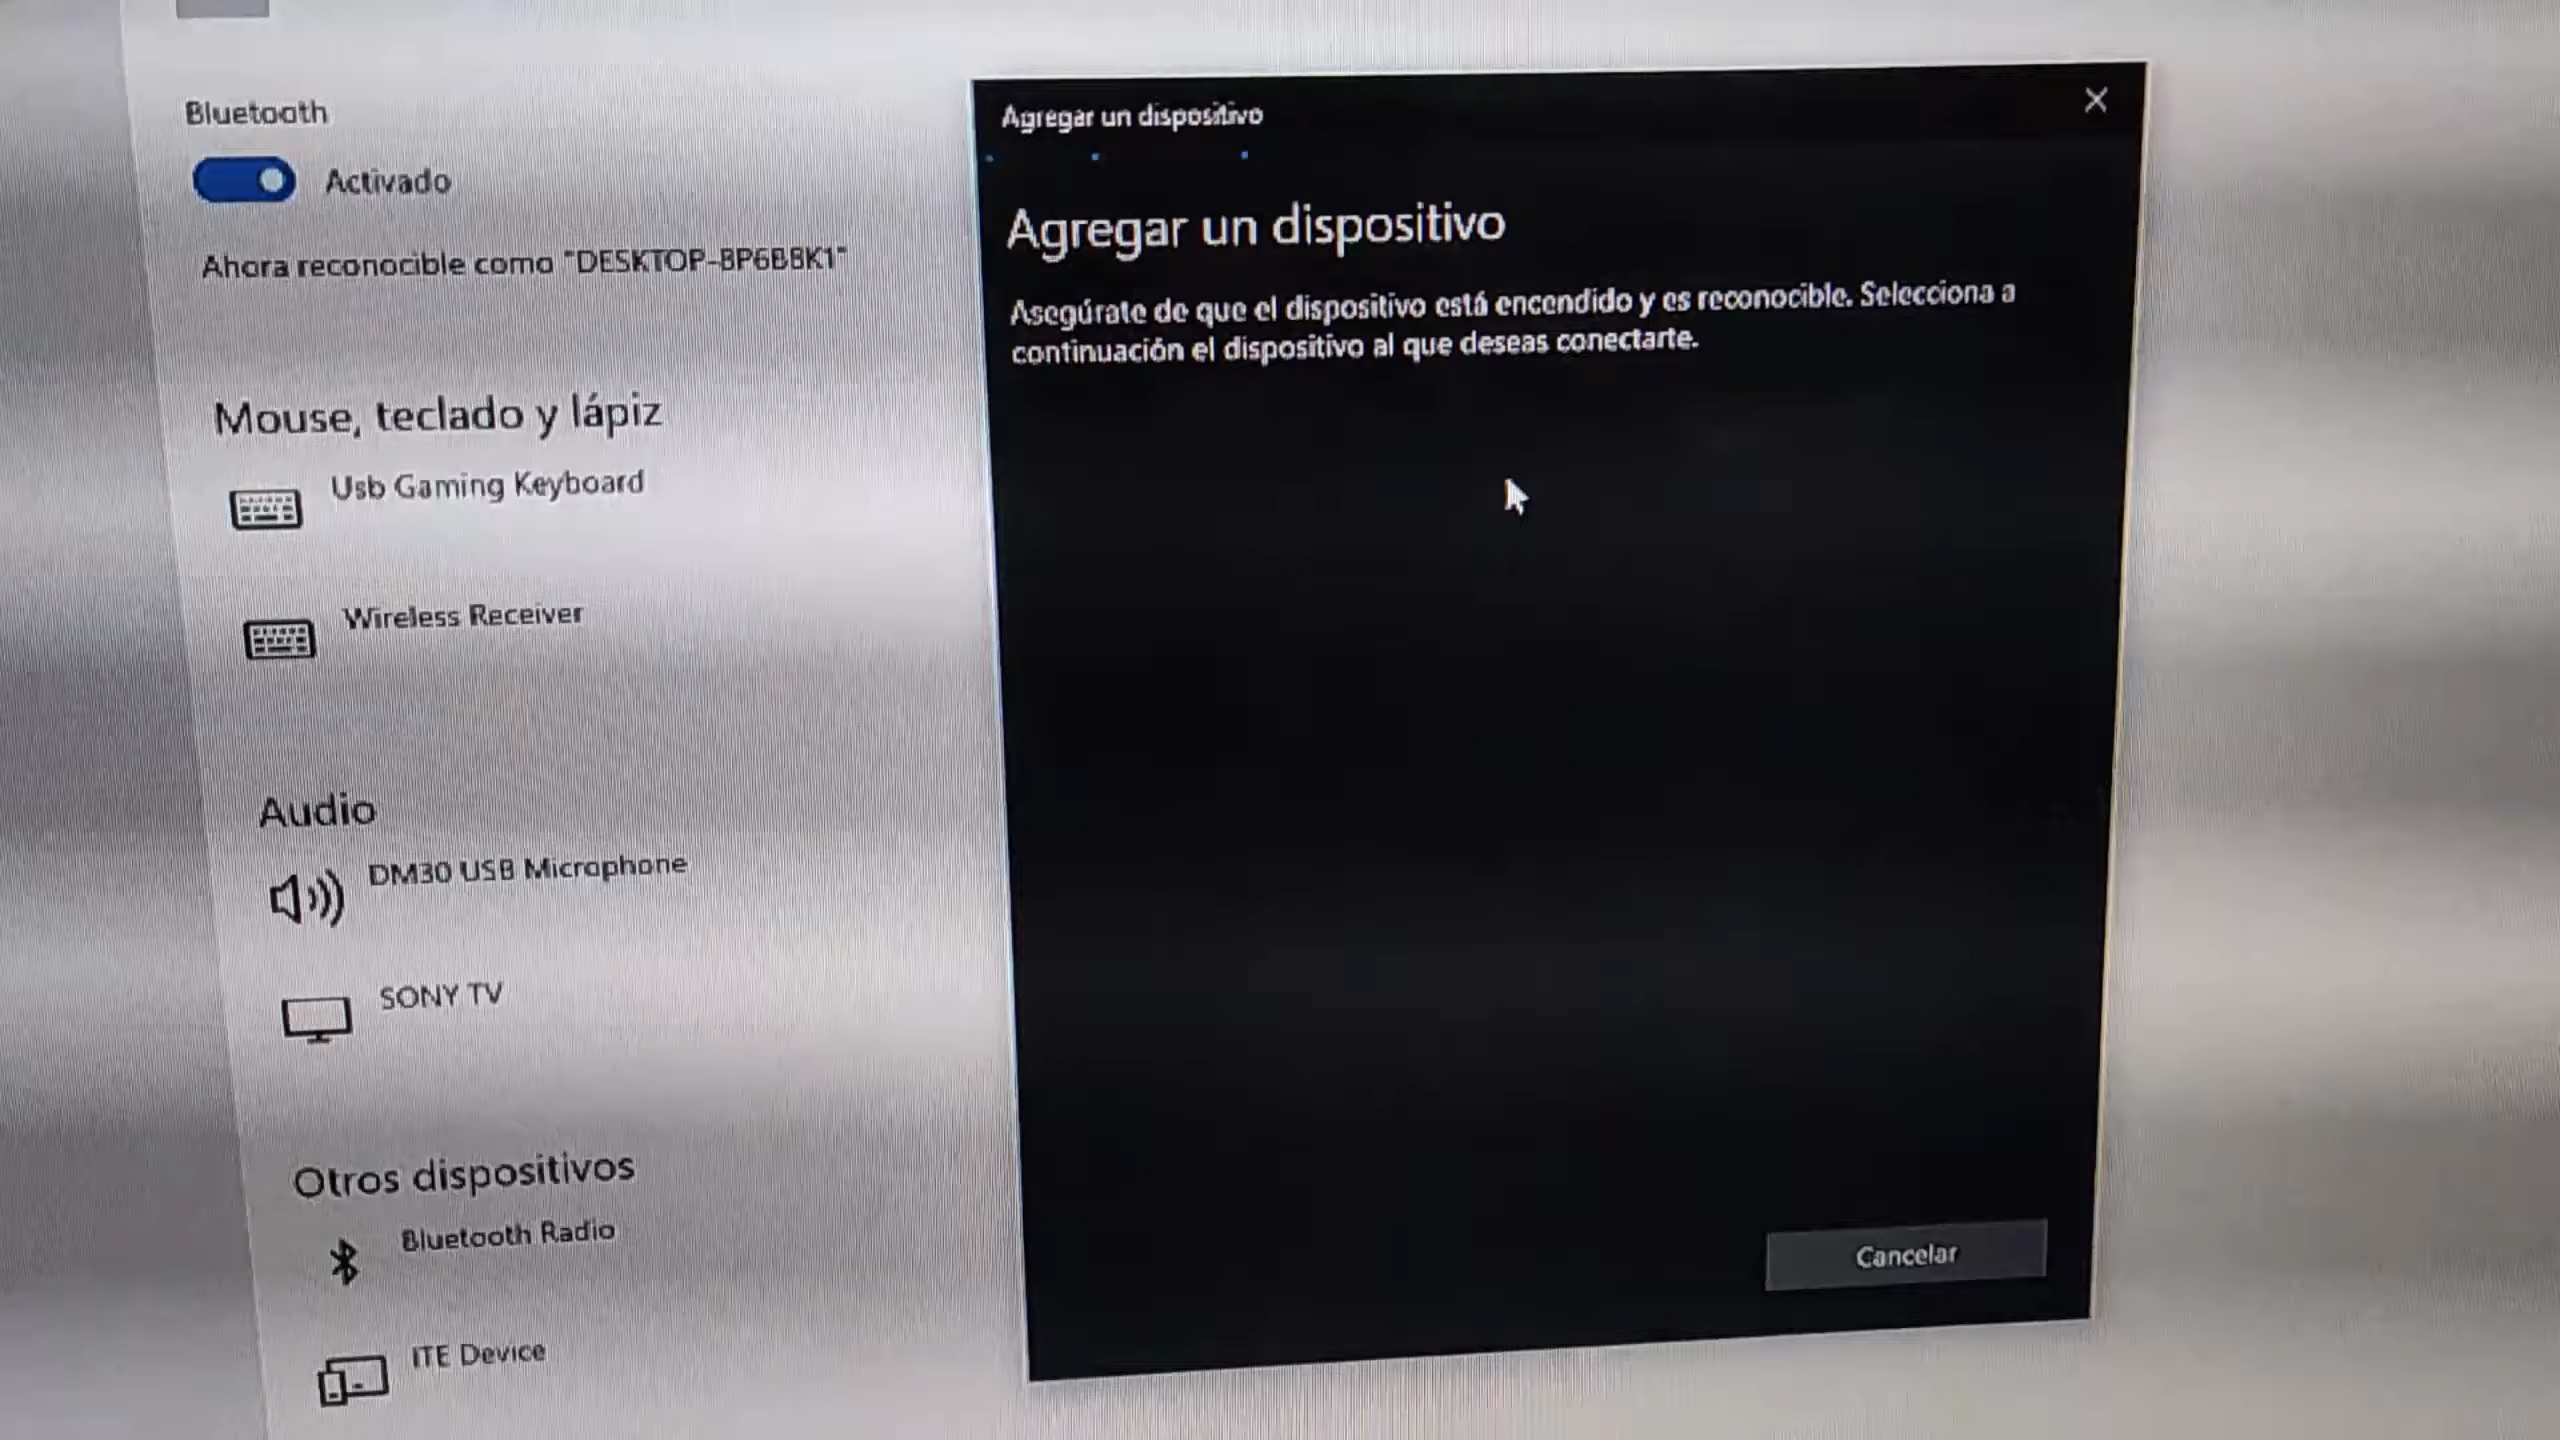 Bluetooth
Activado
Ahora reconocible como "DESKTOP-BP6BBK1"
Mouse, teclado y lápiz
Usb Gaming Keyboard
Wireless Receiver
Audio
DM30 USB Microphone
SONY TV
Otros dispositivos
Bluetooth Radio
ITE Device
Agregar un dispositivo
Agregar un dispositivo
Asegúrate de que el dispositivo está encendido y es reconocible. Selecciona a
continuación el dispositivo al que deseas conectarte.
Cancelar